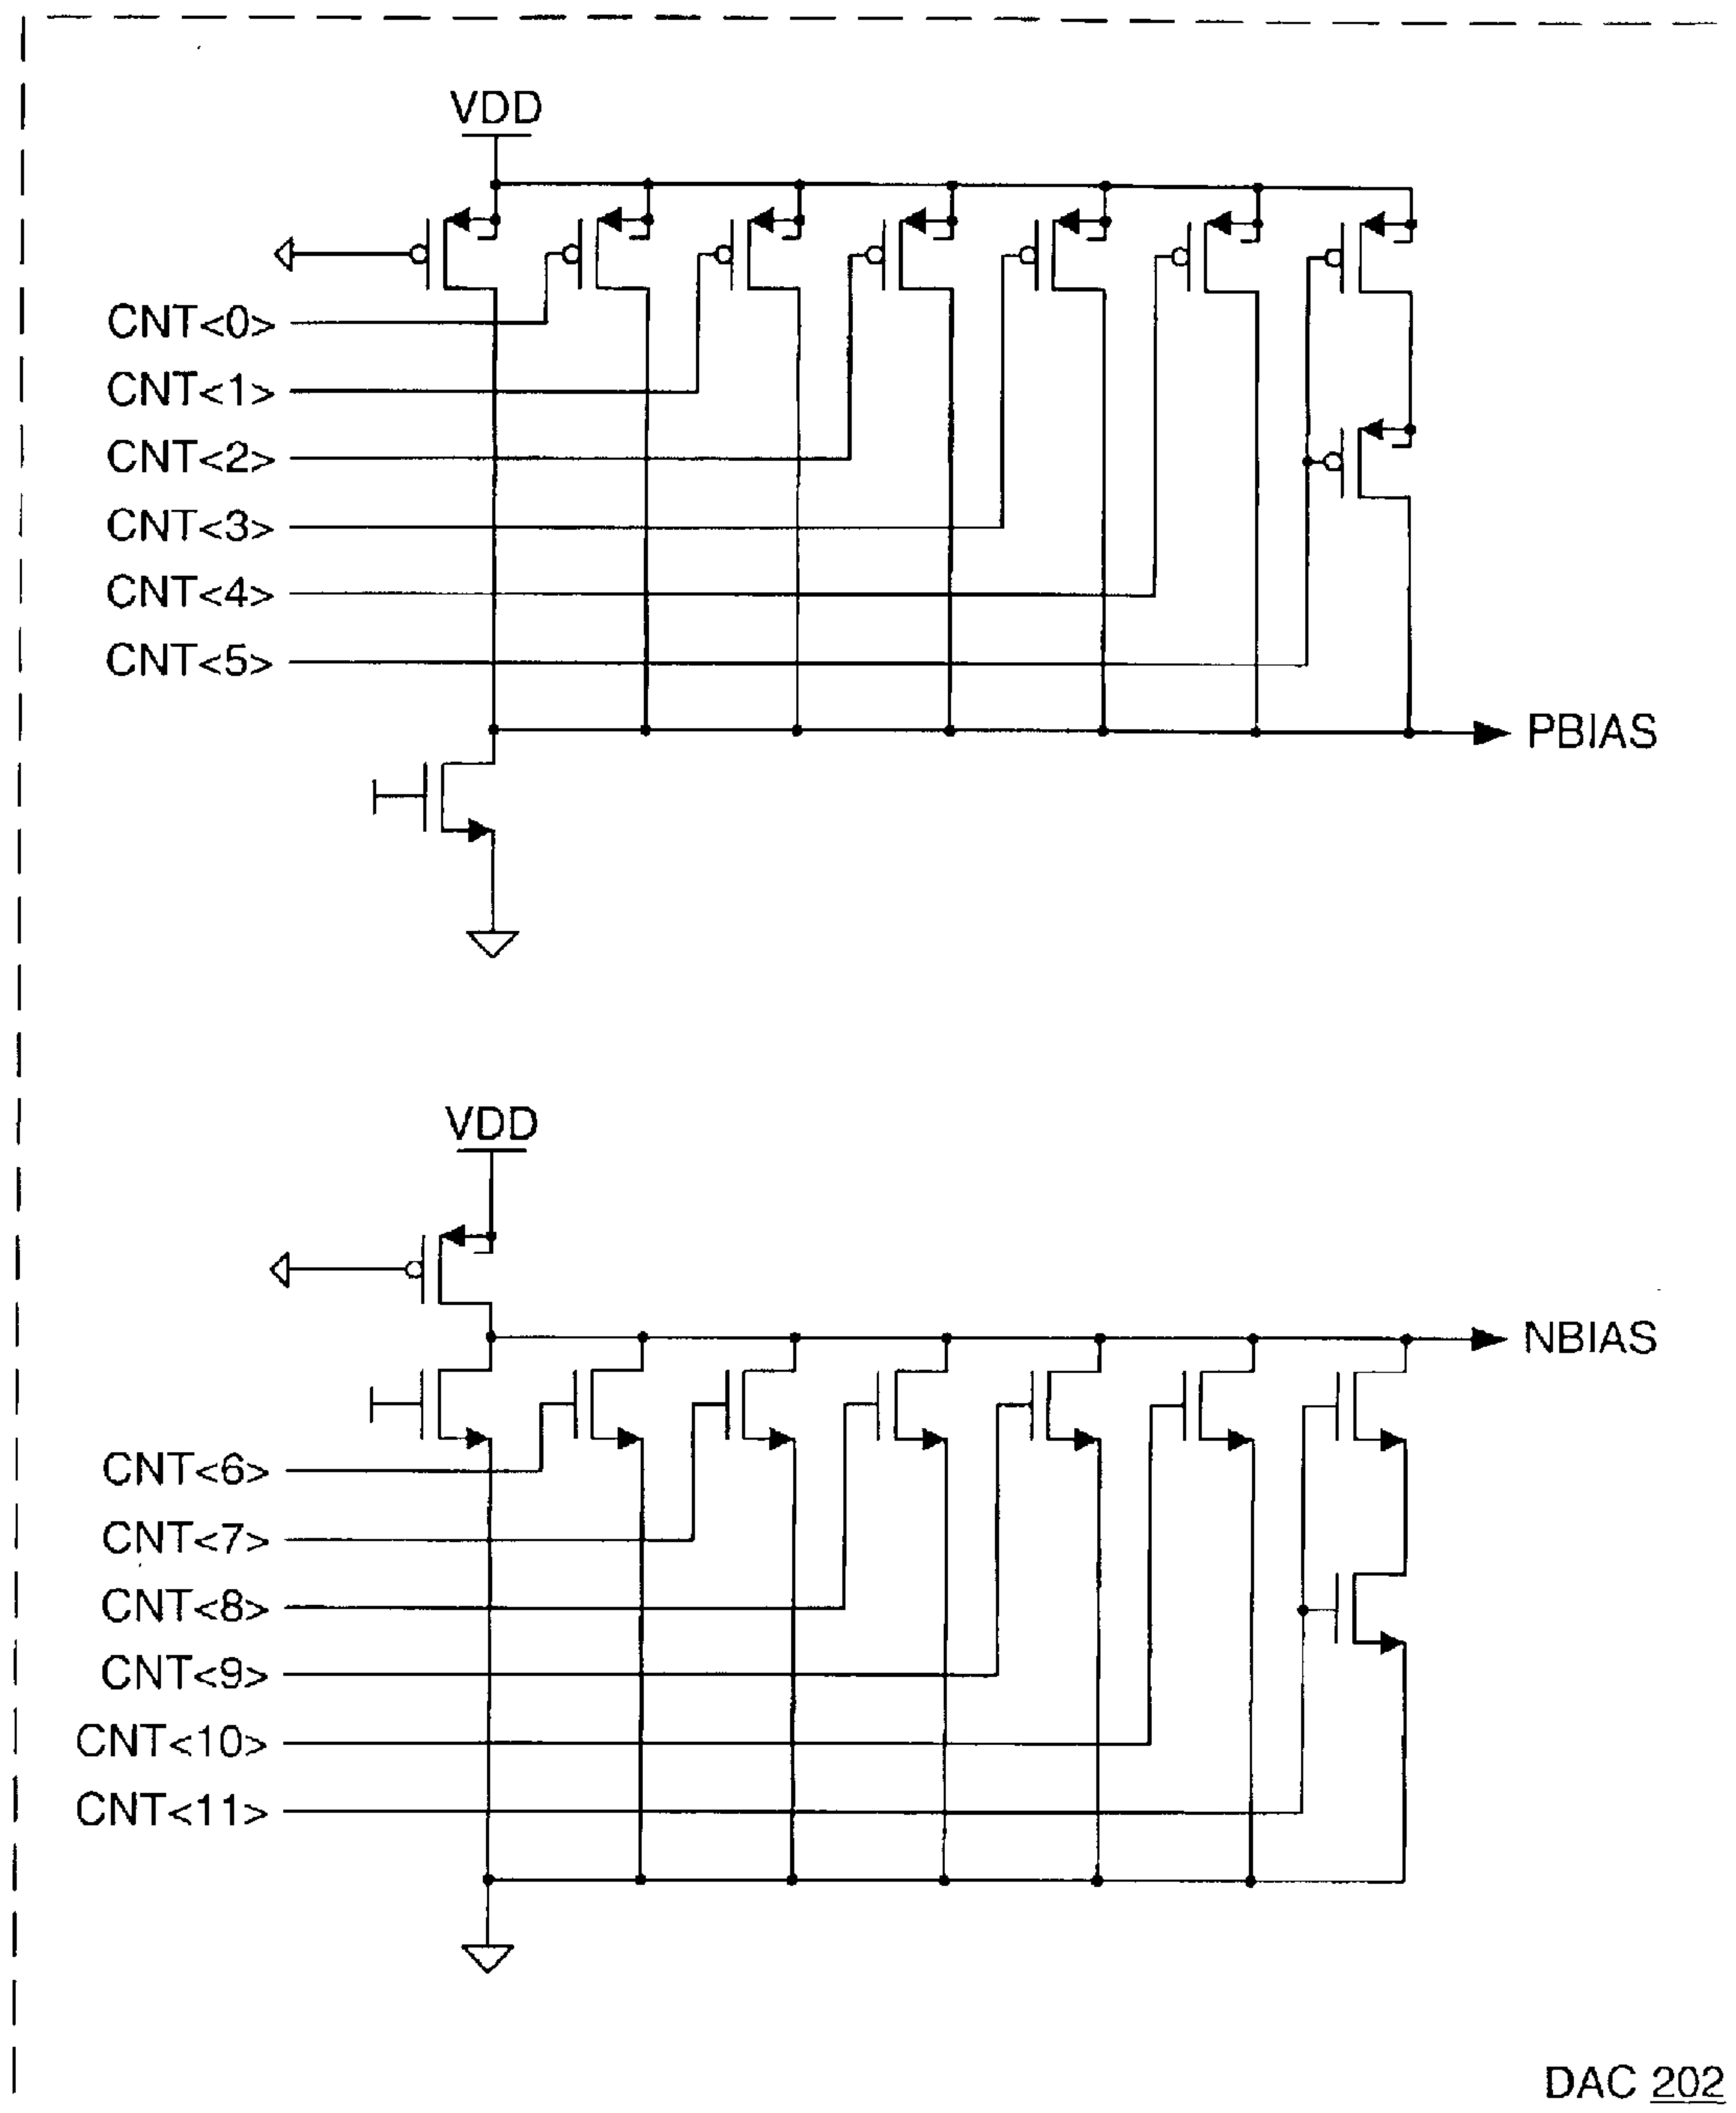 VDD
CNT<0>
CNT<1>
CNT<2>
CNT<3>
CNT<4>
CNT<5>
PBIAS
VDD
NBIAS
CNT<6>
CNT<7>
CNT<8>
CNT<9>
CNT<10>
CNT<11>
DAC 202